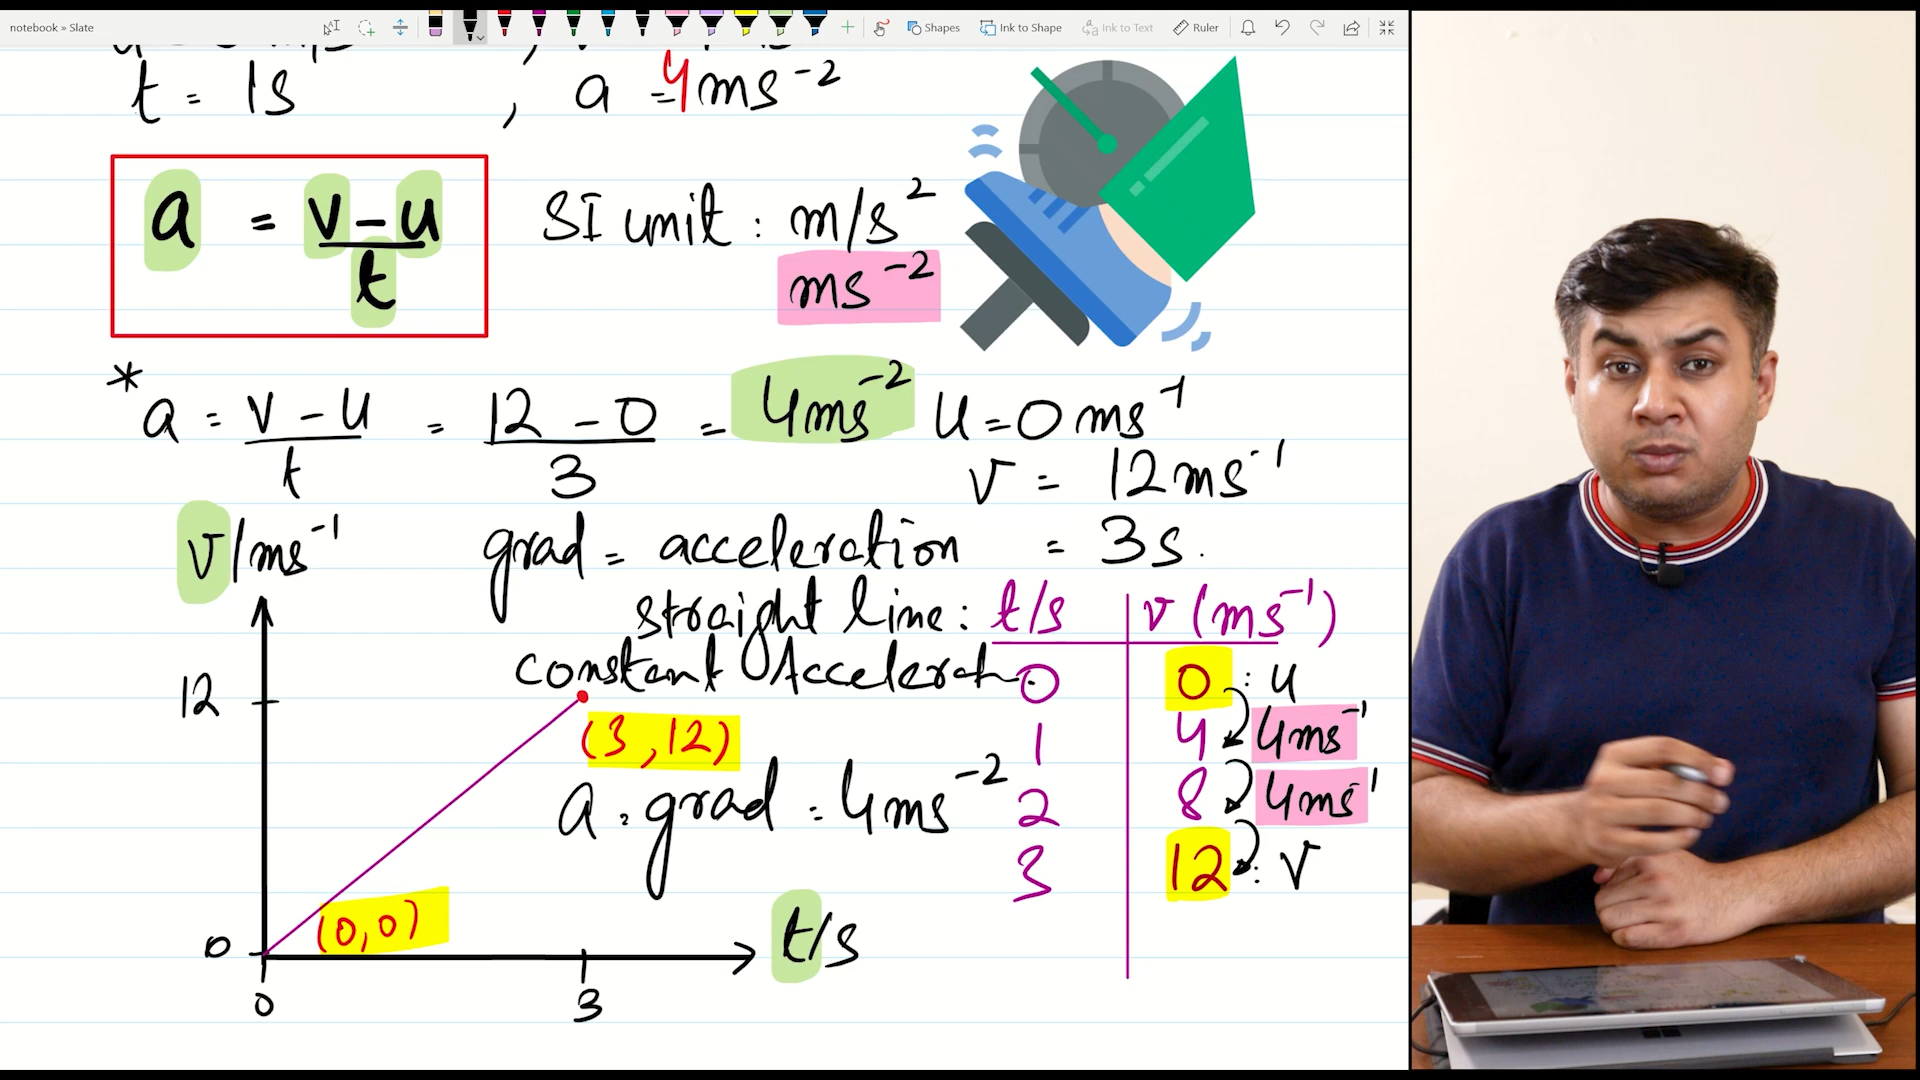 notebook » Slate
Shapes
Ink to Shape
Ink to Text
Ruler
t = 1s , a = 4ms⁻²
a = v - u / t
SI unit : m/s²
ms⁻²
* a = v - u / t = 12 - 0 / 3 = 4ms⁻²
u = 0 ms⁻¹
v = 12 ms⁻¹
= 3s.
v/ms⁻¹
grad = acceleration
straight line :
constant Accelerat
12
(3,12)
a = grad = 4ms⁻²
(0,0)
0
0
3
t/s
t/s v (ms⁻¹)
0 0 : u
1 4 4ms⁻¹
2 8 4ms⁻¹
3 12 : v